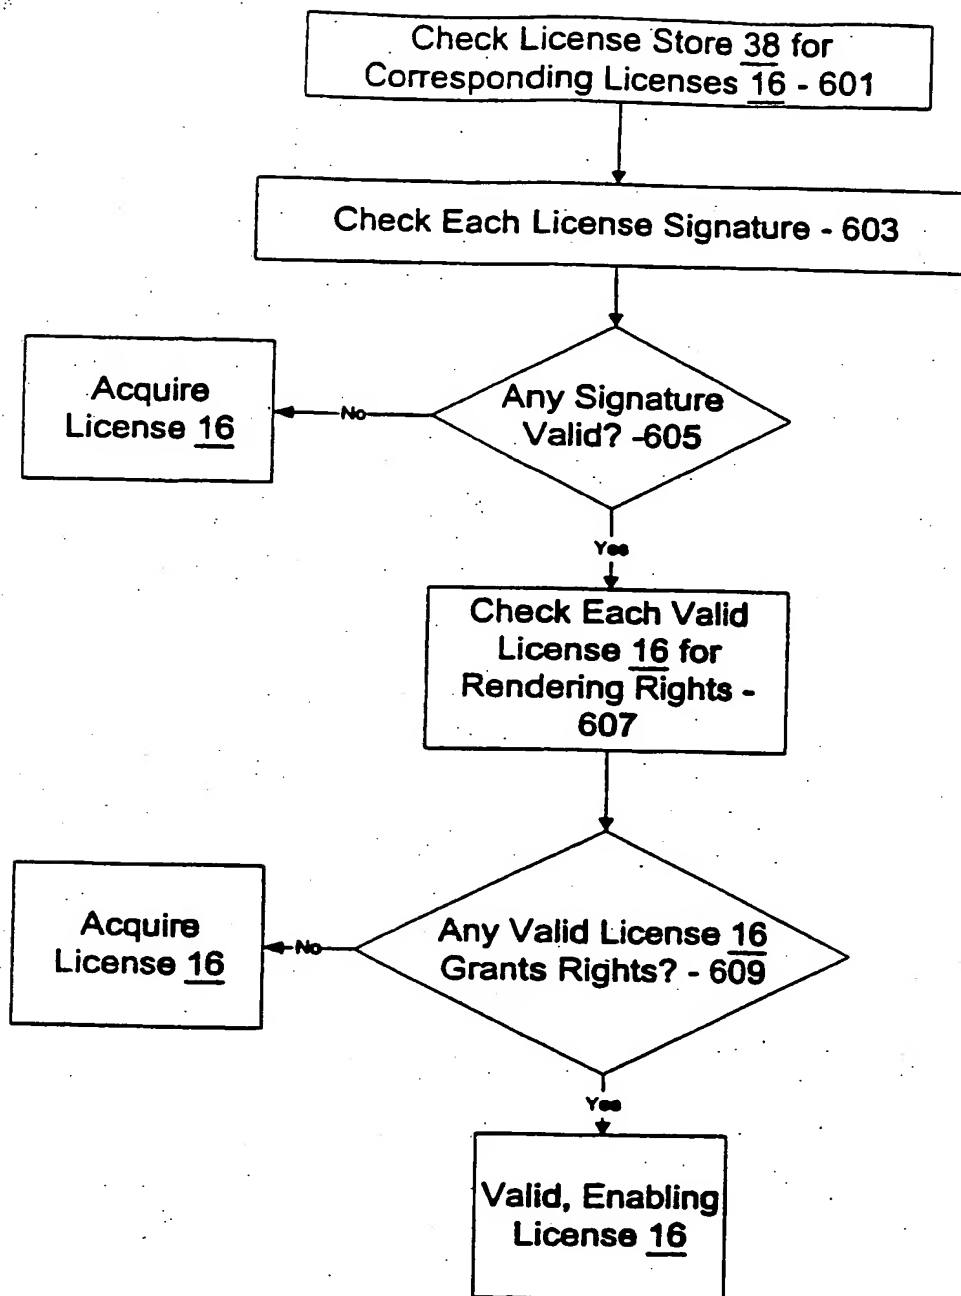 Check License Store 38 for
Corresponding Licenses 16 - 601
Check Each License Signature - 603
Any Signature
Valid? -605
Acquire
License 16
No
Yes
Check Each Valid
License 16 for
Rendering Rights -
607
Any Valid License 16
Grants Rights? - 609
Acquire
License 16
No
Yes
Valid, Enabling
License 16